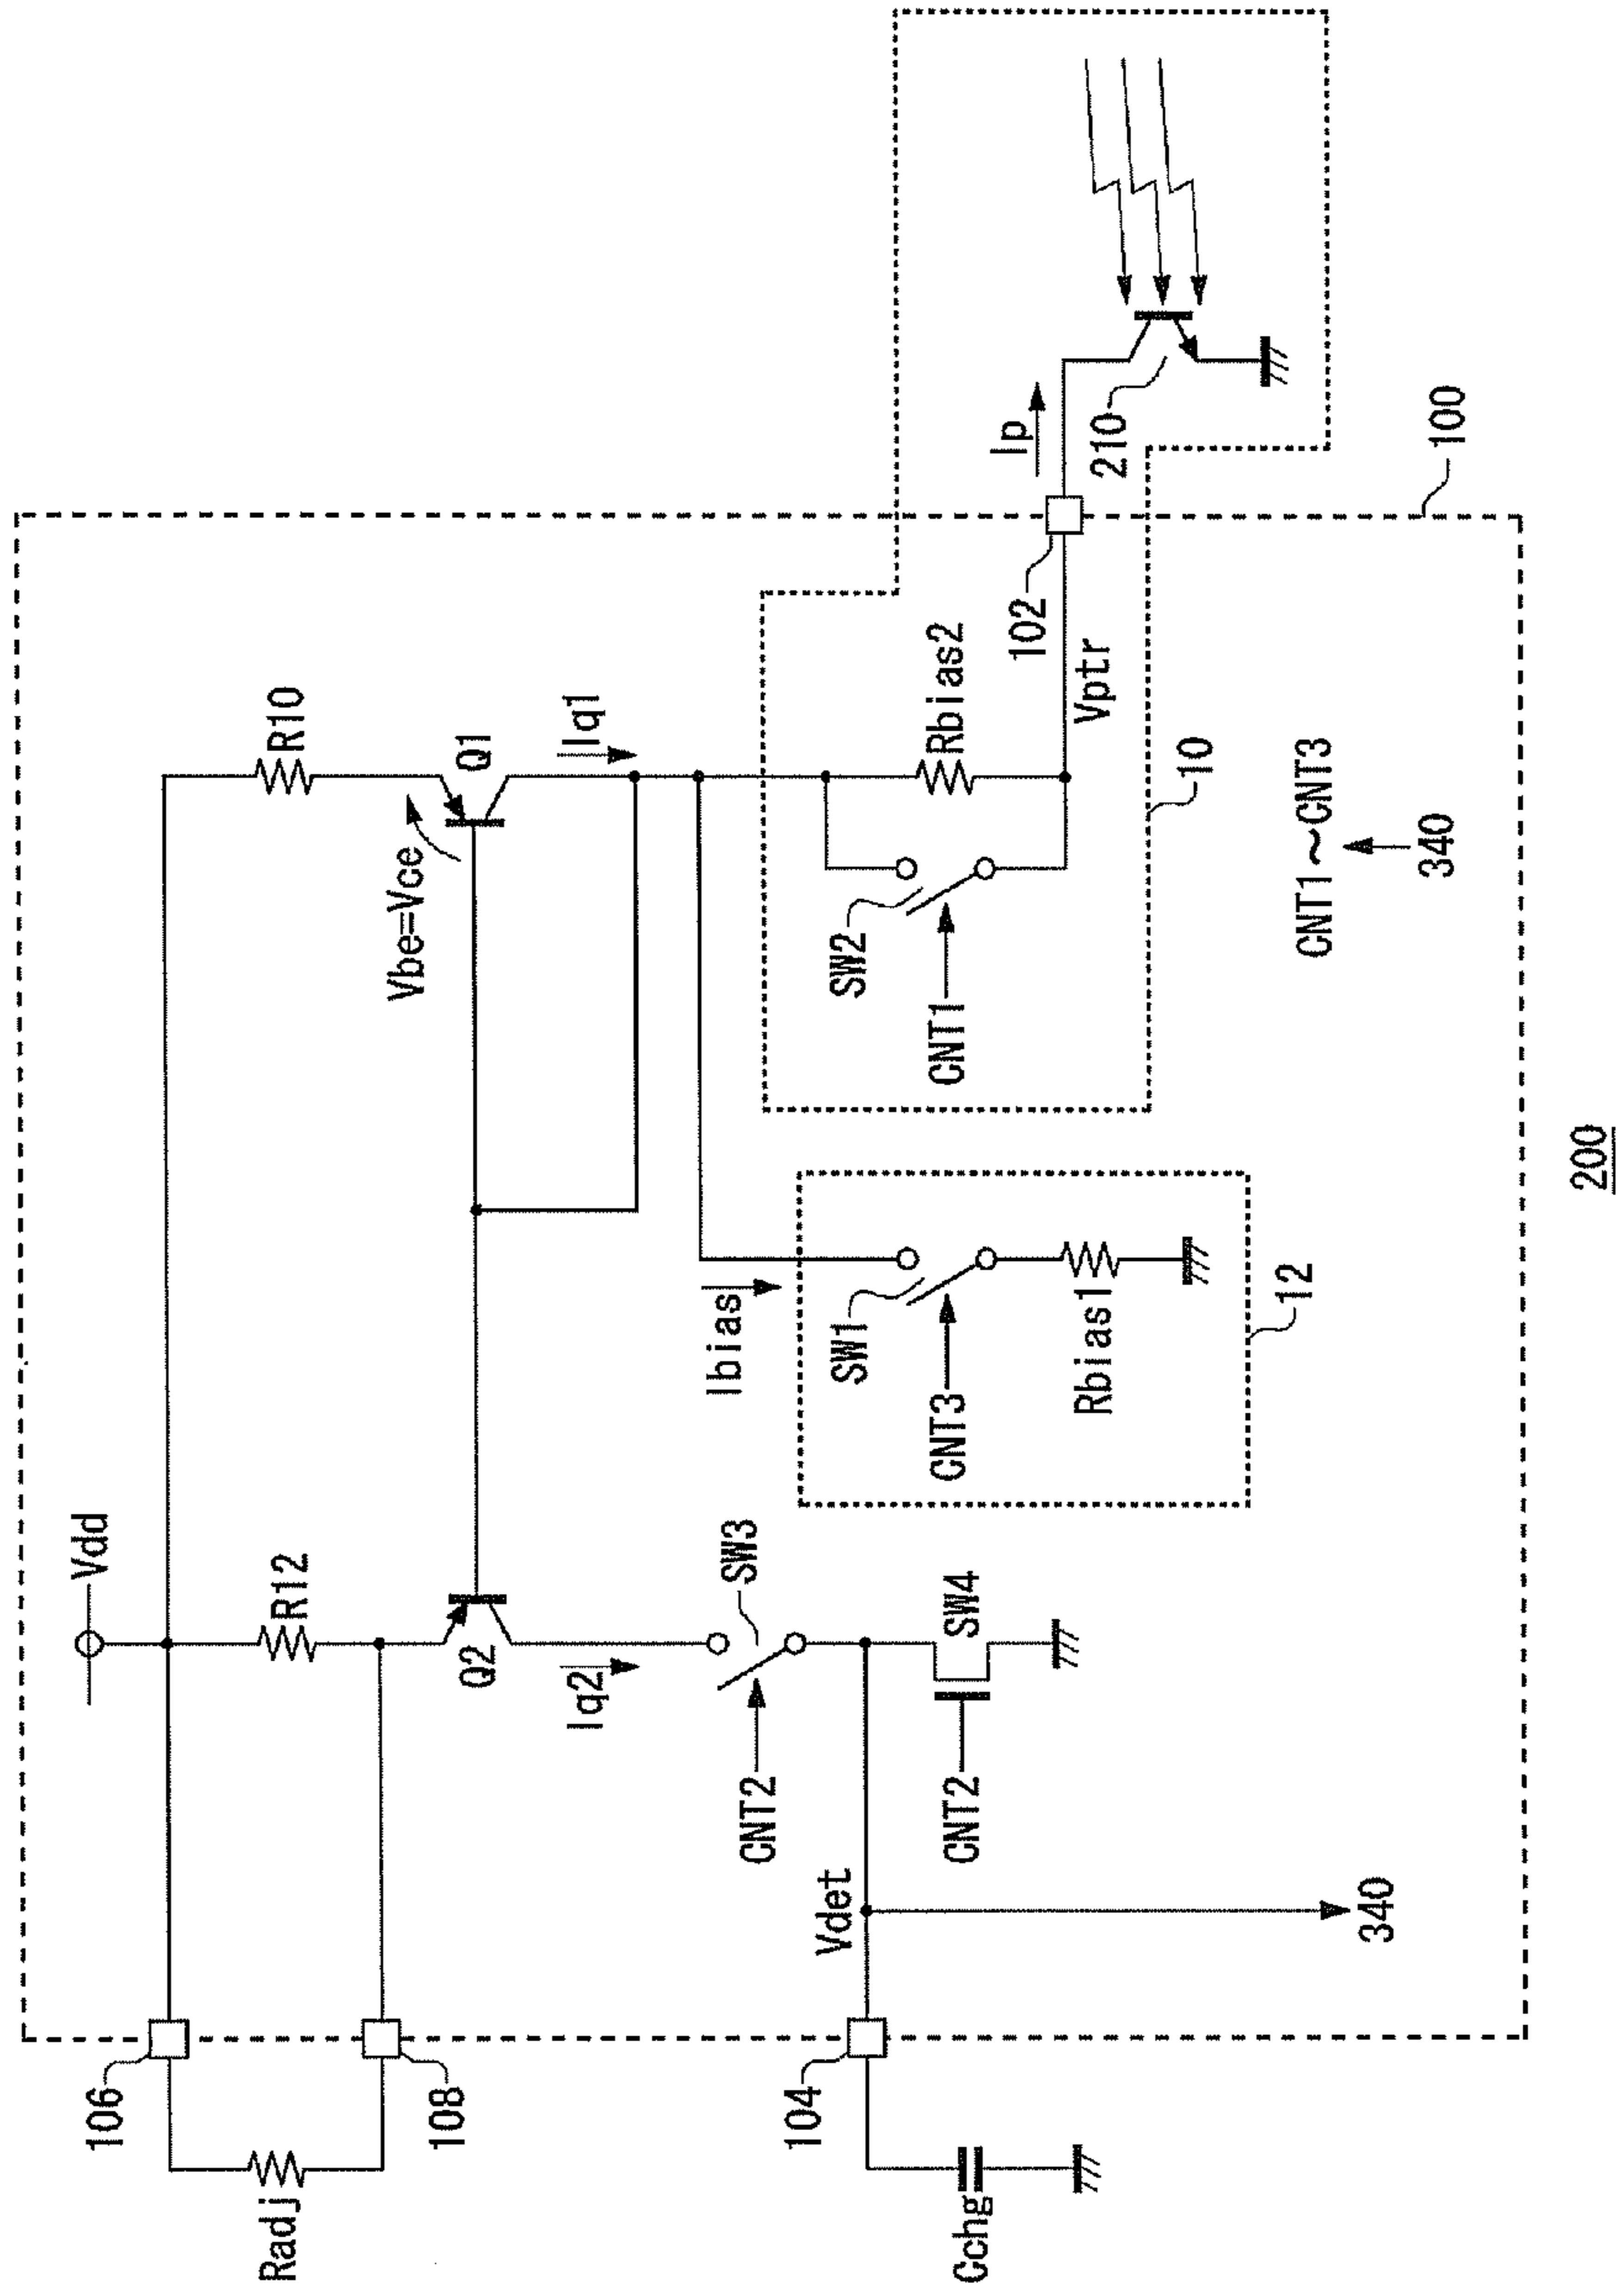 Vdd
106
Radj
108
R12
R10
Q2
Q1
Vbe=Vce
Iq2
Iq1
SW3
CNT2
Ibias
SW1
CNT3
Rbias1
12
SW2
CNT1
Rbias2
10
Vptr
102
Ip
210
Vdet
104
Cchg
SW4
CNT2
340
CNT1~CNT3
340
100
200